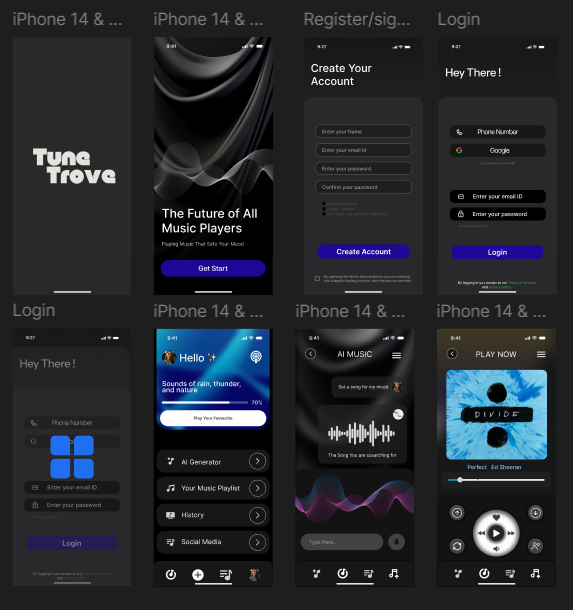 iPhone 14 & ...
iPhone 14 & ...
Register/sig...
Login
Tune
Trove
9:41
The Future of All
Music Players
Playing Music That Sets Your Mood
Get Start
9:27
Create Your
Account
Enter your Name
Enter your email id
Enter your password
Confirm your password
Create Account
9:27
Hey There !
Phone Number
Google
Enter your email ID
Enter your password
Login
Login
iPhone 14 & ...
iPhone 14 & ...
iPhone 14 & ...
9:27
Hey There !
Phone Number
Enter your email ID
Enter your password
Login
9:41
Hello
Sounds of rain, thunder,
and nature
70%
Play Your Favourite
AI Generator
Your Music Playlist
History
Social Media
9:41
AI MUSIC
Set a song for my mood
The Song You are souarching for
Type Here...
9:41
PLAY NOW
DIVIDE
Perfect Ed Sheeran